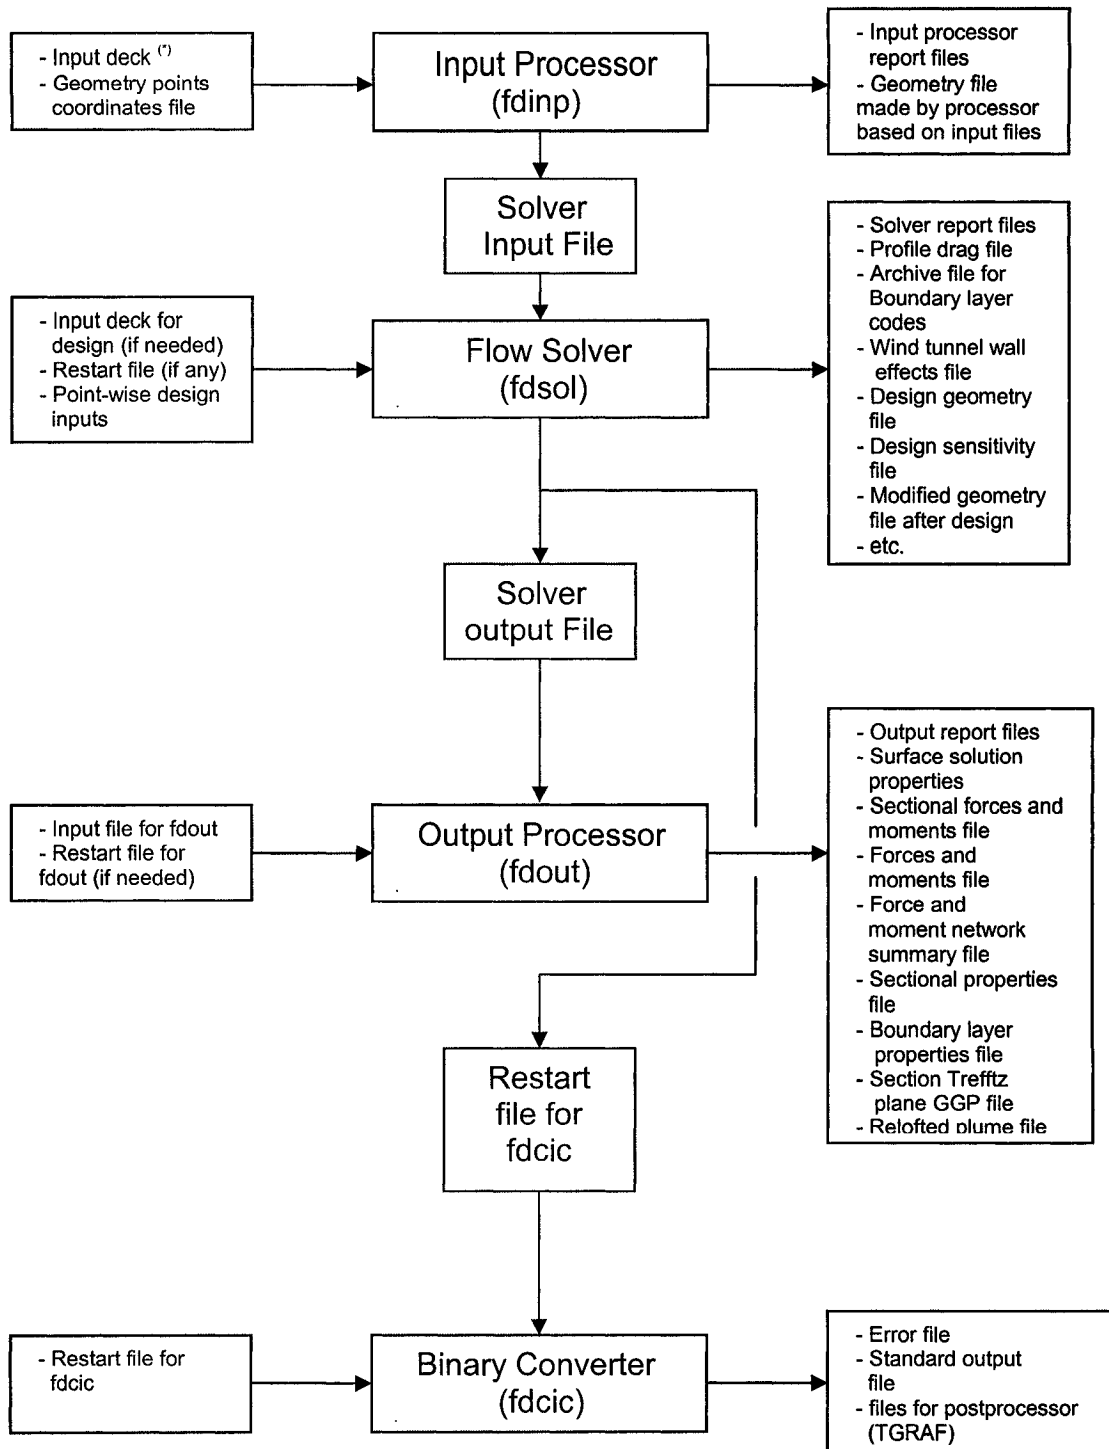 - Input deck (*)
- Geometry points
coordinates file
Input Processor
(fdinp)
- Input processor
report files
- Geometry file
made by processor
based on input files
Solver
Input File
- Input deck for
design (if needed)
- Restart file (if any)
- Point-wise design
inputs
Flow Solver
(fdsol)
- Solver report files
- Profile drag file
- Archive file for
Boundary layer
codes
- Wind tunnel wall
effects file
- Design geometry
file
- Design sensitivity
file
- Modified geometry
file after design
- etc.
Solver
output File
- Input file for fdout
- Restart file for
fdout (if needed)
Output Processor
(fdout)
- Output report files
- Surface solution
properties
- Sectional forces and
moments file
- Forces and
moments file
- Force and
moment network
summary file
- Sectional properties
file
- Boundary layer
properties file
- Section Trefftz
plane GGP file
- Relofted plume file
Restart
file for
fdcic
- Restart file for
fdcic
Binary Converter
(fdcic)
- Error file
- Standard output
file
- files for postprocessor
(TGRAF)